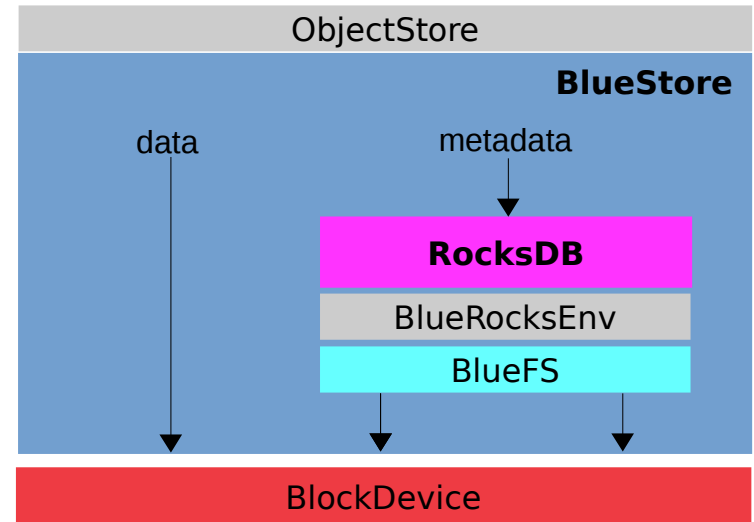 ObjectStore
BlueStore
data
metadata
RocksDB
BlueRocksEnv
BlueFS
BlockDevice